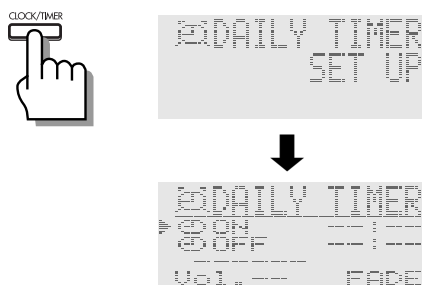 CLOCK/TIMER
DAILY TIMER
SET UP
DAILY TIMER
ON --:--
OFF --:--
----------
Vol.-- FADE